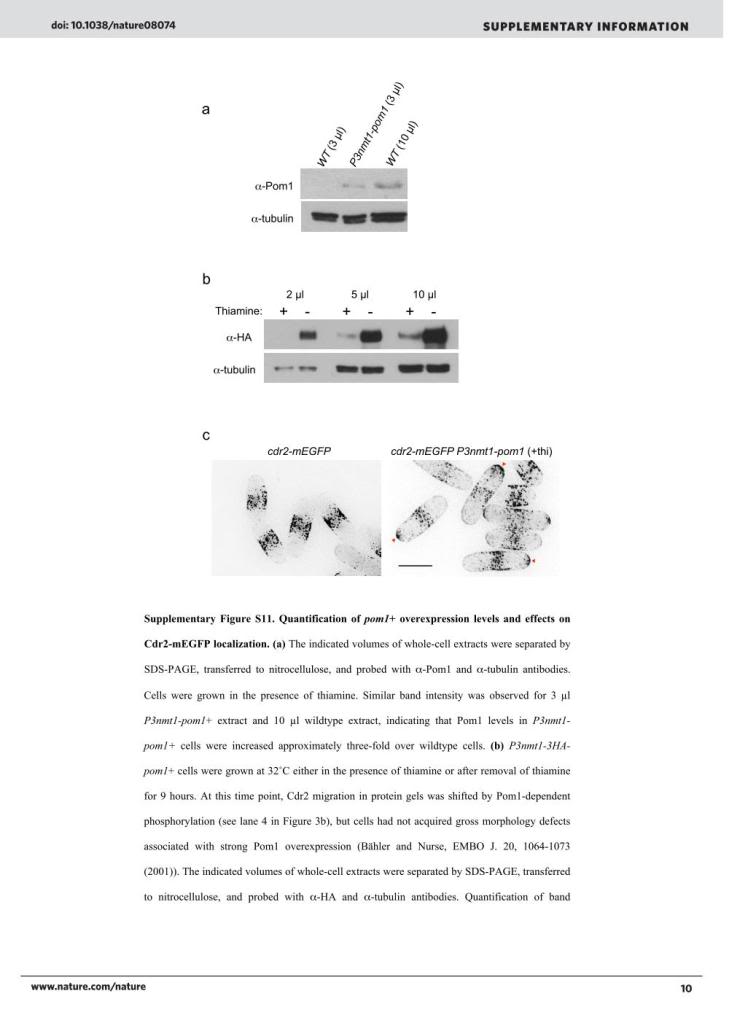 doi: 10.1038/nature08074
SUPPLEMENTARY INFORMATION
a
WT (3 µl)
P3nmt1-pom1 (3 µl)
WT (10 µl)
α-Pom1
α-tubulin
b
2 µl 5 µl 10 µl
Thiamine: + - + - + -
α-HA
α-tubulin
c
cdr2-mEGFP
cdr2-mEGFP P3nmt1-pom1 (+thi)
Supplementary Figure S11. Quantification of pom1+ overexpression levels and effects on
Cdr2-mEGFP localization. (a) The indicated volumes of whole-cell extracts were separated by
SDS-PAGE, transferred to nitrocellulose, and probed with α-Pom1 and α-tubulin antibodies.
Cells were grown in the presence of thiamine. Similar band intensity was observed for 3 µl
P3nmt1-pom1+ extract and 10 µl wildtype extract, indicating that Pom1 levels in P3nmt1-
pom1+ cells were increased approximately three-fold over wildtype cells. (b) P3nmt1-3HA-
pom1+ cells were grown at 32˚C either in the presence of thiamine or after removal of thiamine
for 9 hours. At this time point, Cdr2 migration in protein gels was shifted by Pom1-dependent
phosphorylation (see lane 4 in Figure 3b), but cells had not acquired gross morphology defects
associated with strong Pom1 overexpression (Bähler and Nurse, EMBO J. 20, 1064-1073
(2001)). The indicated volumes of whole-cell extracts were separated by SDS-PAGE, transferred
to nitrocellulose, and probed with α-HA and α-tubulin antibodies. Quantification of band
www.nature.com/nature
10